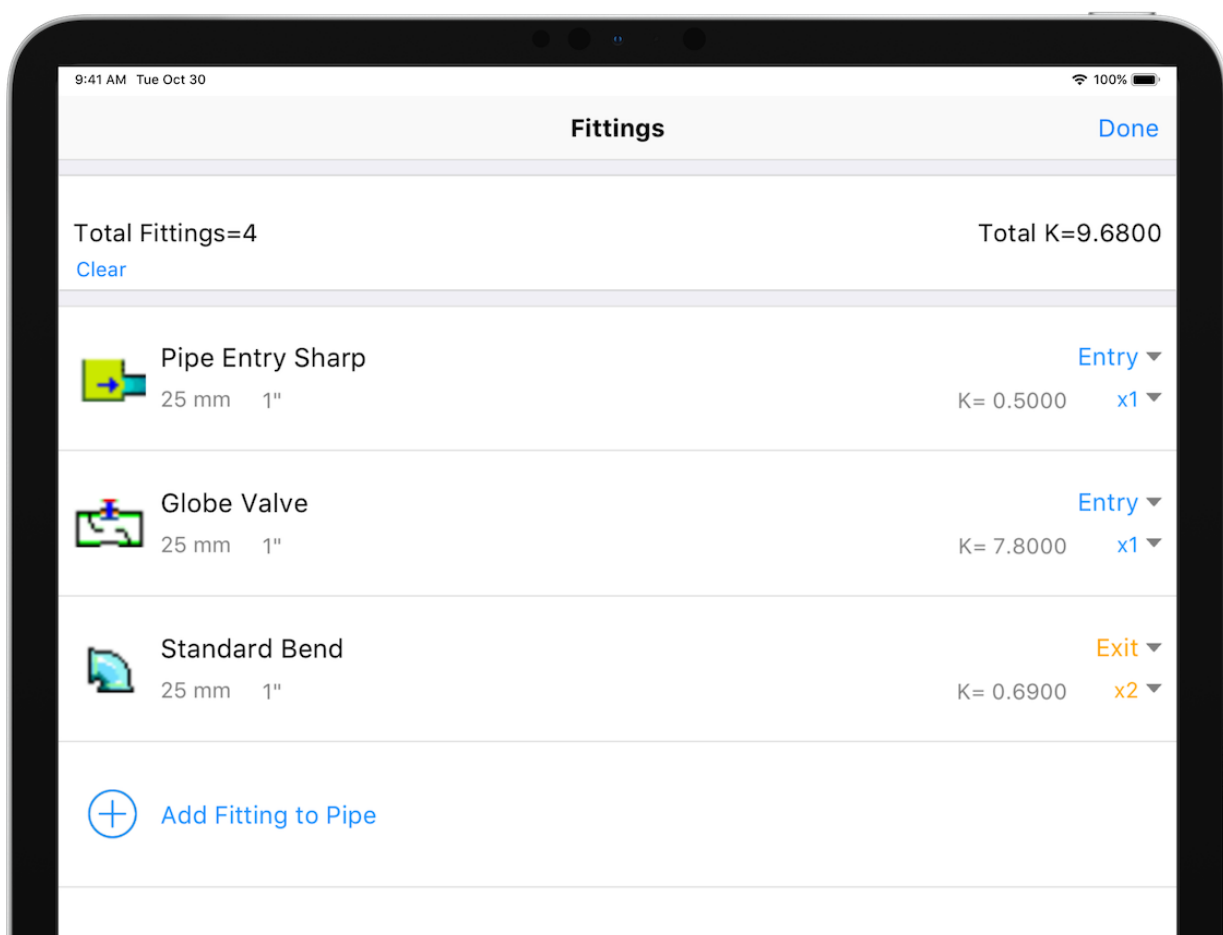 9:41 AM Tue Oct 30 100%
Fittings Done
Total Fittings=4 Total K=9.6800
Clear
Pipe Entry Sharp Entry
25 mm 1" K= 0.5000 x1
Globe Valve Entry
25 mm 1" K= 7.8000 x1
Standard Bend Exit
25 mm 1" K= 0.6900 x2
Add Fitting to Pipe